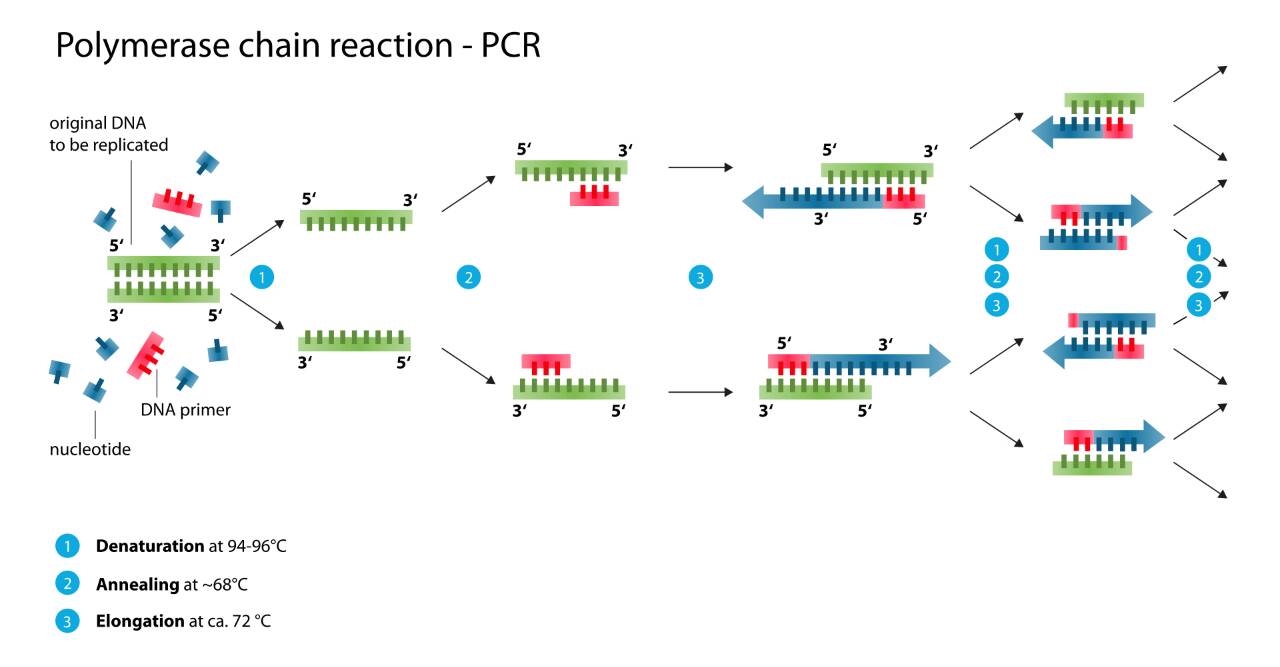 Polymerase chain reaction - PCR
original DNA
to be replicated
5‘ 3‘
3‘ 5‘
DNA primer
nucleotide
5‘ 3‘
3‘ 5‘
1
5‘ 3‘
3‘ 5‘
2
5‘ 3‘
3‘ 5‘
5‘ 3‘
3‘ 5‘
3
1
2
3
1
2
3
1 Denaturation at 94-96°C
2 Annealing at ~68°C
3 Elongation at ca. 72 °C